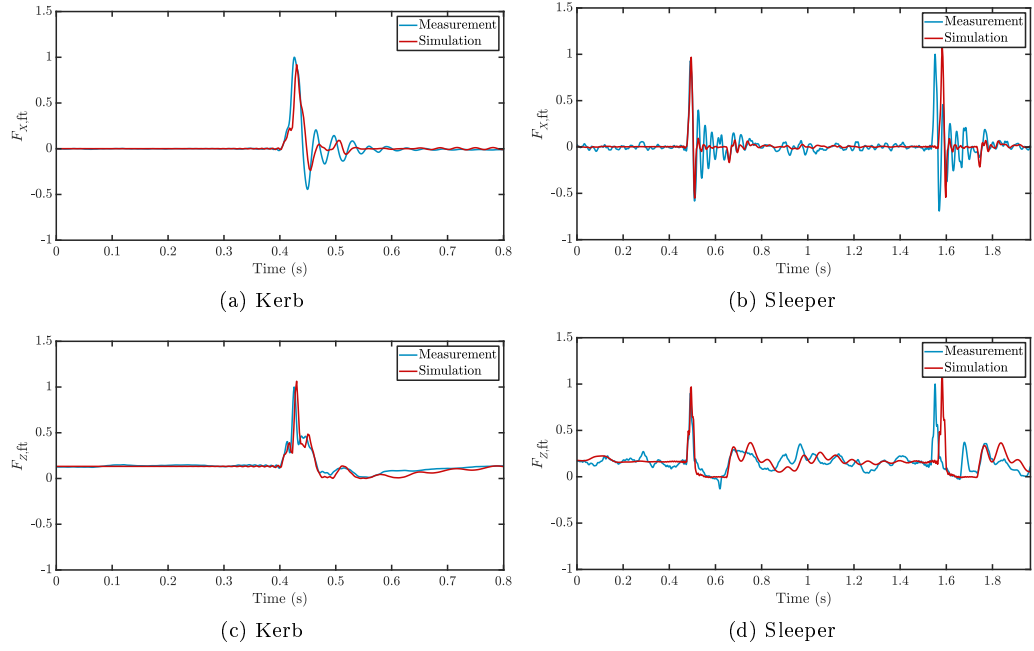 1.5
1
0.5
0
-0.5
-1
F_X,ft
Measurement
Simulation
0 0.1 0.2 0.3 0.4 0.5 0.6 0.7 0.8
Time (s)
(a) Kerb
1.5
1
0.5
0
-0.5
-1
F_X,ft
Measurement
Simulation
0 0.2 0.4 0.6 0.8 1 1.2 1.4 1.6 1.8
Time (s)
(b) Sleeper
1.5
1
0.5
0
-0.5
-1
F_Z,ft
Measurement
Simulation
0 0.1 0.2 0.3 0.4 0.5 0.6 0.7 0.8
Time (s)
(c) Kerb
1.5
1
0.5
0
-0.5
-1
F_Z,ft
Measurement
Simulation
0 0.2 0.4 0.6 0.8 1 1.2 1.4 1.6 1.8
Time (s)
(d) Sleeper